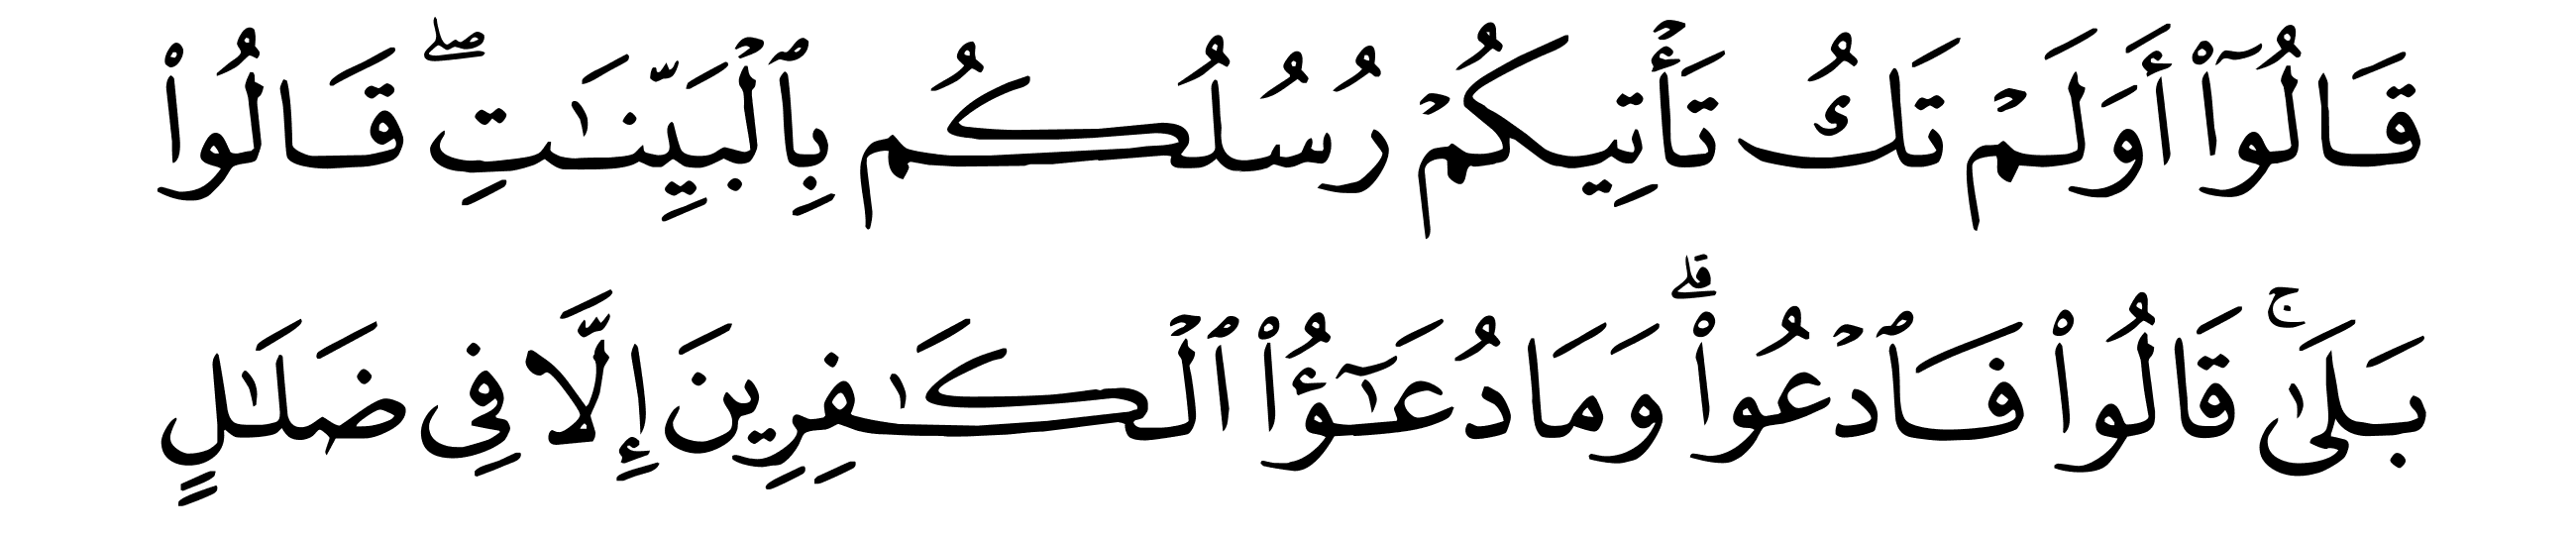 قَالُوٓا۟ أَوَلَمْ تَكُ تَأْتِيكُمْ رُسُلُكُم بِٱلْبَيِّنَـٰتِ ۖ قَالُوا۟
بَلَىٰ ۚ قَالُوا۟ فَٱدْعُوا۟ ۗ وَمَا دُعَـٰٓؤُا۟ ٱلْكَـٰفِرِينَ إِلَّا فِى ضَلَـٰلٍ